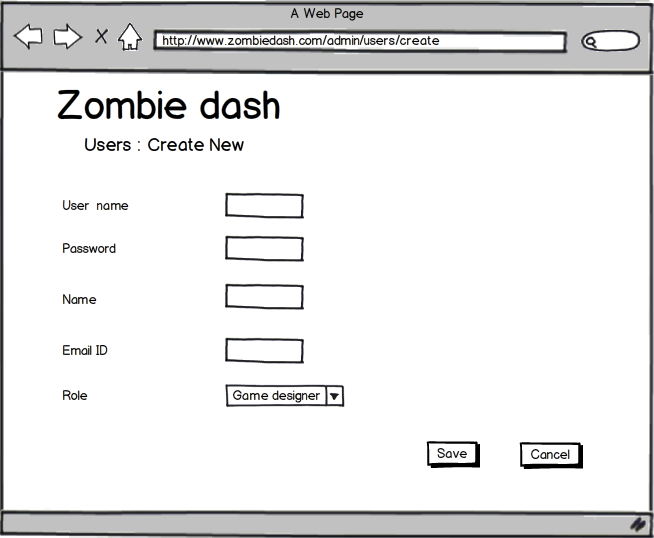 A Web Page
http://www.zombiedash.com/admin/users/create
Zombie dash
Users : Create New
User name
Password
Name
Email ID
Role
Game designer
Save
Cancel